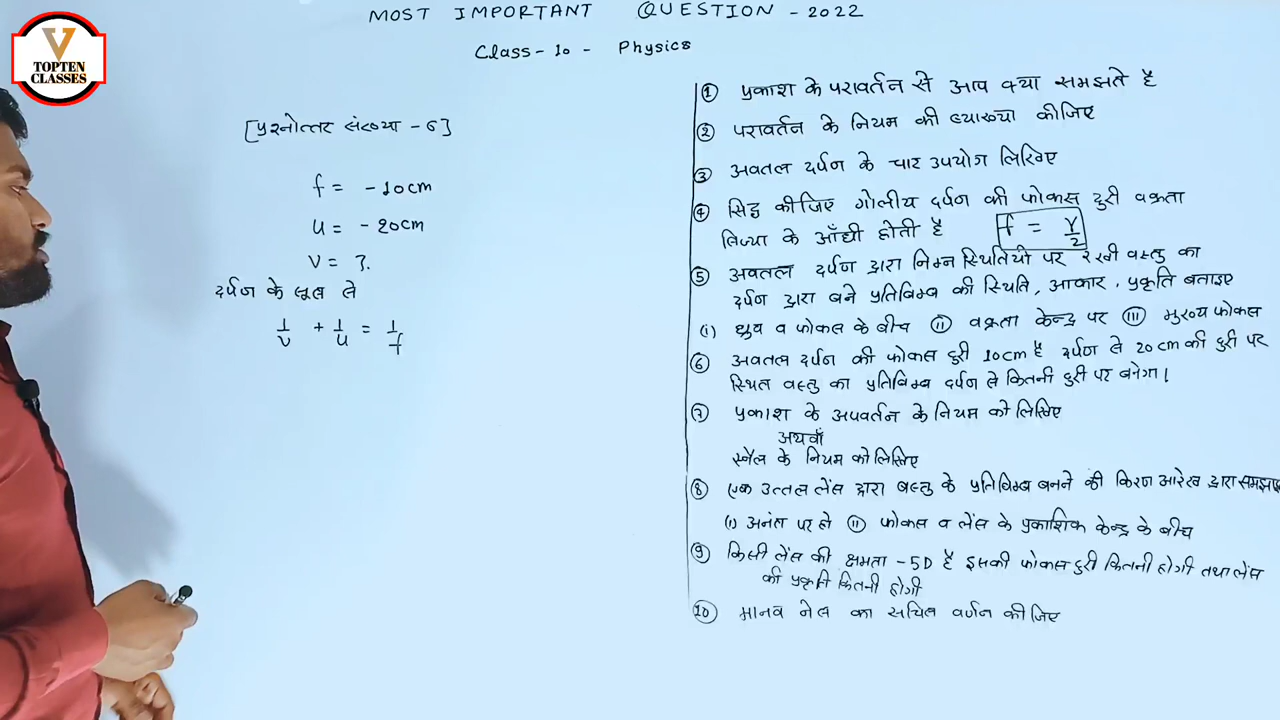 MOST IMPORTANT QUESTION - 2022
Class - 10 - Physics
V
TOPTEN
CLASSES
[प्रश्नोत्तर संख्या - 6]
f = - 10cm
u = - 20cm
v = ?.
दर्पण के सूत्र से
1/v + 1/u = 1/f
① प्रकाश के परावर्तन से आप क्या समझते है
② परावर्तन के नियम की व्याख्या कीजिए
③ अवतल दर्पण के चार उपयोग लिखिए
④ सिद्ध कीजिए गोलीय दर्पण की फोकस दुरी वक्रता
त्रिज्या के आँधी होती है f = r/2
⑤ अवतल दर्पण द्वारा निम्न स्थितियों पर रखी वस्तु का
दर्पण द्वारा बने प्रतिबिम्ब की स्थिति, आकार, प्रकृति बताइए
(i) ध्रुव व फोकस के बीच (ii) वक्रता केन्द्र पर (iii) मुख्य फोकस
⑥ अवतल दर्पण की फोकस दुरी 10cm है दर्पण से 20cm की दुरी पर
स्थित वस्तु का प्रतिबिम्ब दर्पण से कितनी दुरी पर बनेगा।
⑦ प्रकाश के अपवर्तन के नियम को लिखिए
अथवाँ
स्नैल के नियम को लिखिए
⑧ एक उत्तल लेंस द्वारा वस्तु के प्रतिबिम्ब बनने की किरण आरेख द्वारा समझाए
(i) अनंत पर हो (ii) फोकस व लेंस के प्रकाशिक केन्द्र के बीच
⑨ किसी लेंस की क्षमता -5D है इसकी फोकस दुरी कितनी होगी तथा लेंस
की प्रकृति कितनी होगी
⑩ मानव नेत्र का सचित्र वर्णन कीजिए